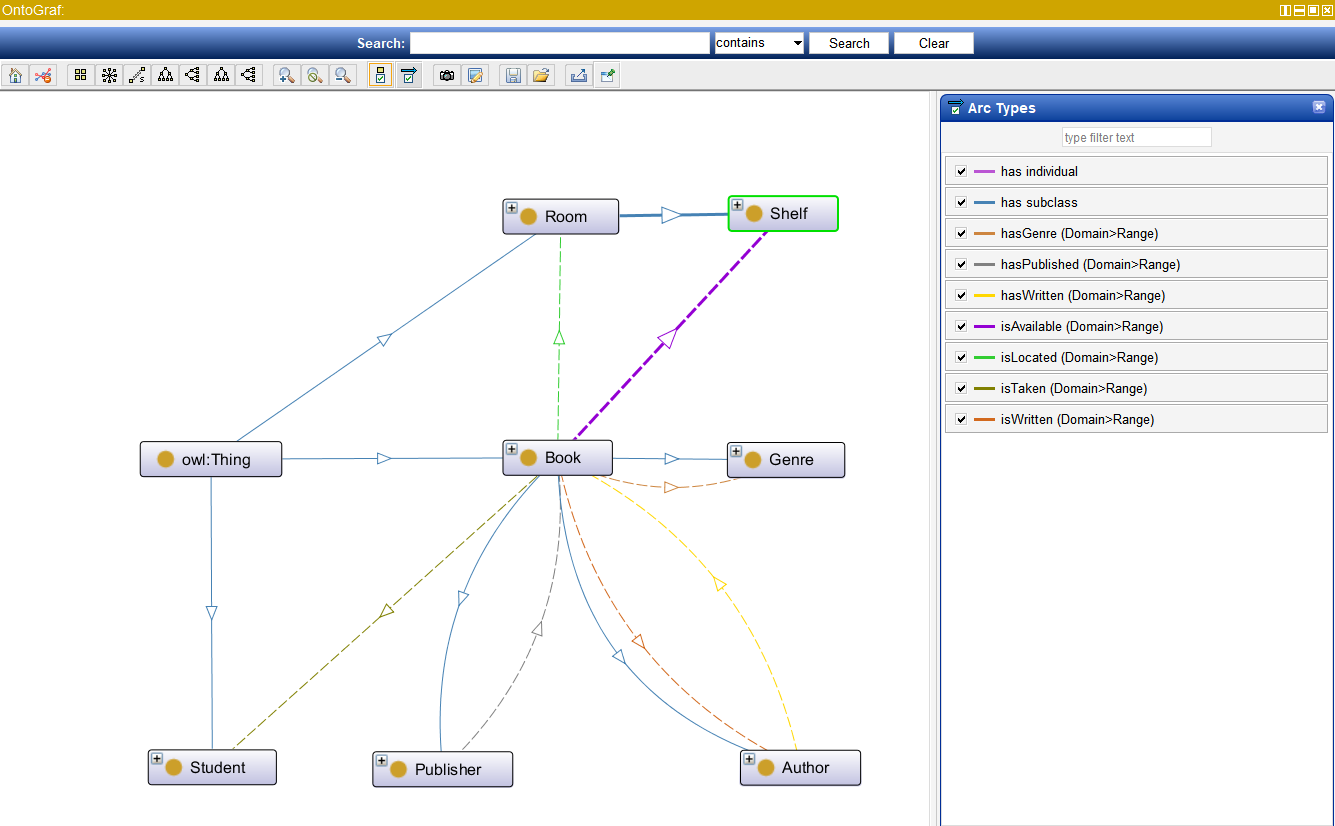 OntoGraf:
Search: contains Search Clear
Arc Types
type filter text
has individual
has subclass
hasGenre (Domain>Range)
hasPublished (Domain>Range)
hasWritten (Domain>Range)
isAvailable (Domain>Range)
isLocated (Domain>Range)
isTaken (Domain>Range)
isWritten (Domain>Range)
Room
Shelf
owl:Thing
Book
Genre
Student
Publisher
Author